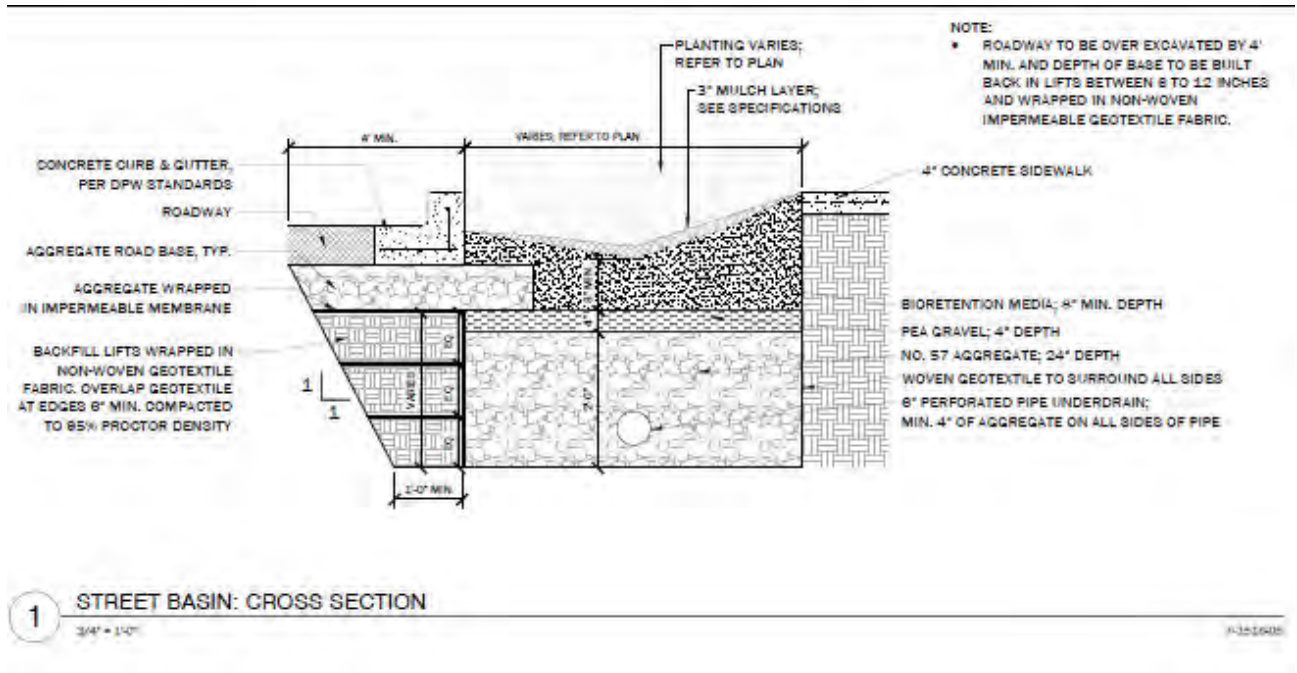 NOTE:
• ROADWAY TO BE OVER EXCAVATED BY 4'
MIN. AND DEPTH OF BASE TO BE BUILT
BACK IN LIFTS BETWEEN 8 TO 12 INCHES
AND WRAPPED IN NON-WOVEN
IMPERMEABLE GEOTEXTILE FABRIC.
PLANTING VARIES;
REFER TO PLAN
3" MULCH LAYER;
SEE SPECIFICATIONS
4' MIN.
VARIES; REFER TO PLAN
CONCRETE CURB & GUTTER,
PER DPW STANDARDS
ROADWAY
AGGREGATE ROAD BASE, TYP.
AGGREGATE WRAPPED
IN IMPERMEABLE MEMBRANE
BACKFILL LIFTS WRAPPED IN
NON-WOVEN GEOTEXTILE
FABRIC. OVERLAP GEOTEXTILE
AT EDGES 6" MIN. COMPACTED
TO 95% PROCTOR DENSITY
4" CONCRETE SIDEWALK
BIORETENTION MEDIA; MIN. DEPTH
PEA GRAVEL; 4" DEPTH
NO. 57 AGGREGATE; 24" DEPTH
WOVEN GEOTEXTILE TO SURROUND ALL SIDES
6" PERFORATED PIPE UNDERDRAIN;
MIN. 4" OF AGGREGATE ON ALL SIDES OF PIPE
MIN.
4"
2'-0"
EQ
EQ
EQ
VARIES
1
1
1'-0" MIN.
1
STREET BASIN: CROSS SECTION
3/4" = 1'-0"